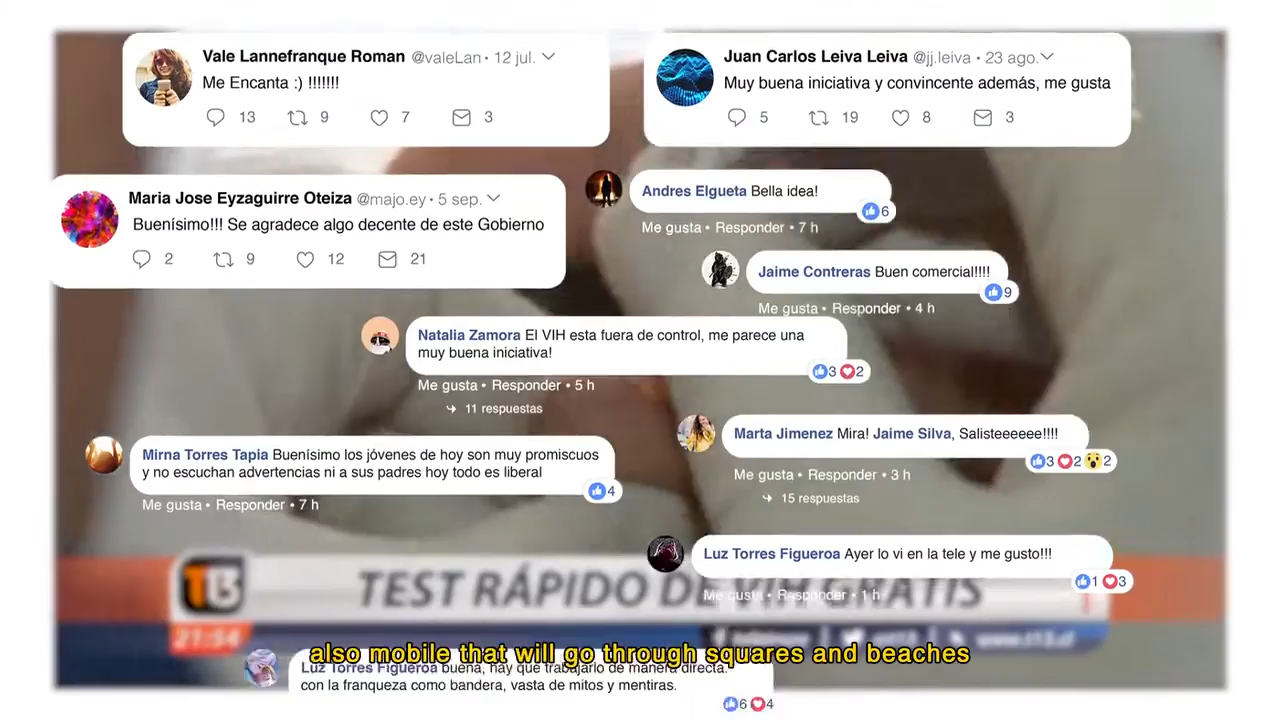 Vale Lannefranque Roman @valeLan • 12 jul.
Me Encanta :) !!!!!!!
13 9 7 3
Juan Carlos Leiva Leiva @jj.leiva • 23 ago.
Muy buena iniciativa y convincente además, me gusta
5 19 8 3
Maria Jose Eyzaguirre Oteiza @majo.ey • 5 sep.
Buenísimo!!! Se agradece algo decente de este Gobierno
2 9 12 21
Andres Elgueta Bella idea!
6
Me gusta • Responder • 7 h
Jaime Contreras Buen comercial!!!!
9
Me gusta • Responder • 4 h
Natalia Zamora El VIH esta fuera de control, me parece una
muy buena iniciativa!
3 2
Me gusta • Responder • 5 h
11 respuestas
Marta Jimenez Mira! Jaime Silva, Salisteeeeee!!!!
3 2 2
Me gusta • Responder • 3 h
15 respuestas
Mirna Torres Tapia Buenísimo los jóvenes de hoy son muy promiscuos
y no escuchan advertencias ni a sus padres hoy todo es liberal
4
Me gusta • Responder • 7 h
Luz Torres Figueroa Ayer lo vi en la tele y me gusto!!!
1 3
Me gusta • Responder • 1 h
T13
TEST RÁPIDO DE VIH GRATIS
21:54
www.t13.cl
also mobile that will go through squares and beaches
Luz Torres Figueroa buena, hay que trabajarlo de manera directa.
con la franqueza como bandera, vasta de mitos y mentiras.
6 4